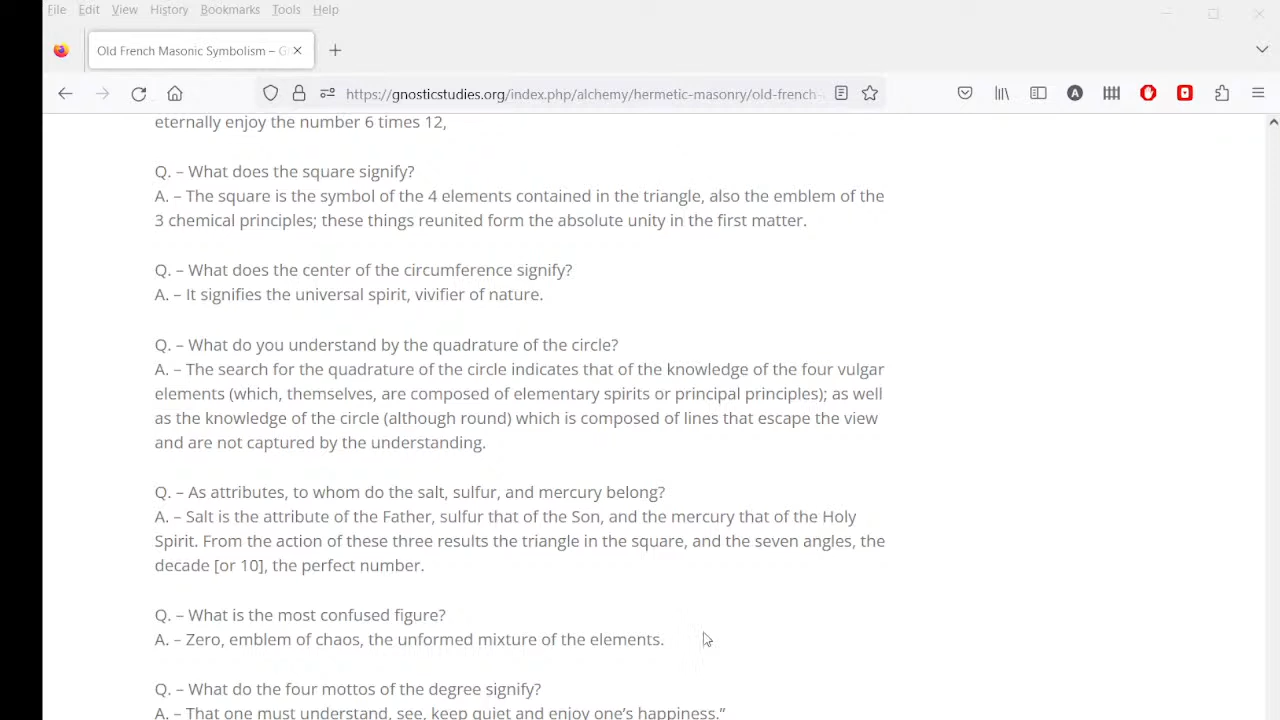 File Edit View History Bookmarks Tools Help
Old French Masonic Symbolism – G
https://gnosticstudies.org/index.php/alchemy/hermetic-masonry/old-french-
eternally enjoy the number 6 times 12,
Q. – What does the square signify?
A. – The square is the symbol of the 4 elements contained in the triangle, also the emblem of the
3 chemical principles; these things reunited form the absolute unity in the first matter.
Q. – What does the center of the circumference signify?
A. – It signifies the universal spirit, vivifier of nature.
Q. – What do you understand by the quadrature of the circle?
A. – The search for the quadrature of the circle indicates that of the knowledge of the four vulgar
elements (which, themselves, are composed of elementary spirits or principal principles); as well
as the knowledge of the circle (although round) which is composed of lines that escape the view
and are not captured by the understanding.
Q. – As attributes, to whom do the salt, sulfur, and mercury belong?
A. – Salt is the attribute of the Father, sulfur that of the Son, and the mercury that of the Holy
Spirit. From the action of these three results the triangle in the square, and the seven angles, the
decade [or 10], the perfect number.
Q. – What is the most confused figure?
A. – Zero, emblem of chaos, the unformed mixture of the elements.
Q. – What do the four mottos of the degree signify?
A. – That one must understand, see, keep quiet and enjoy one's happiness.”